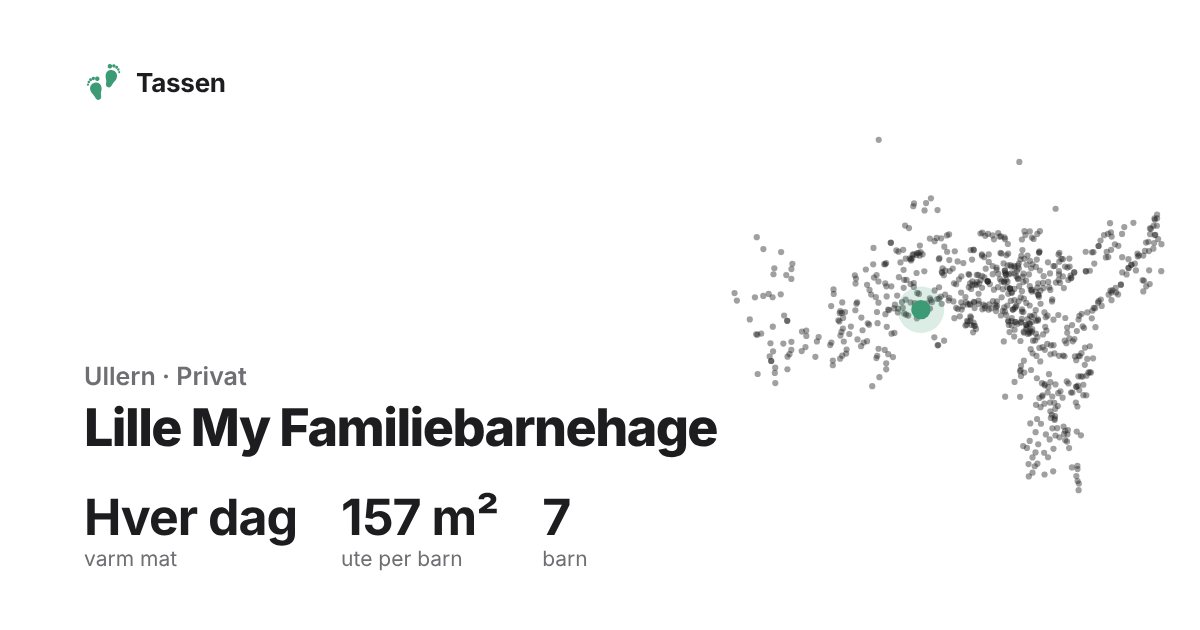 Tassen
Ullern · Privat
Lille My Familiebarnehage
Hver dag 157 m² 7
varm mat ute per barn barn